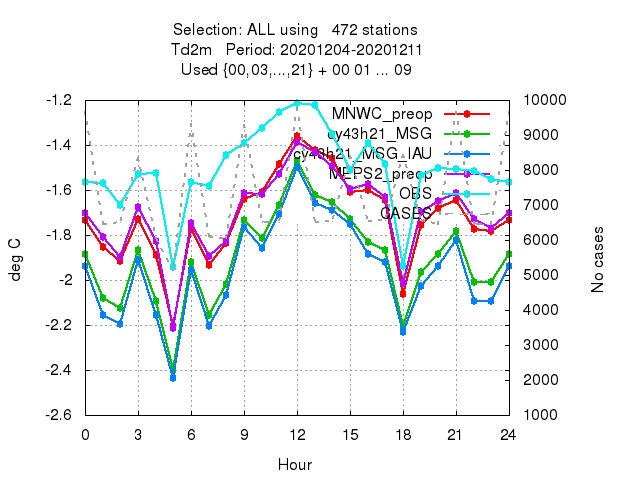 Selection: ALL using   472 stations
Td2m   Period: 20201204-20201211
Used {00,03,...,21} + 00 01 ... 09
-1.2
-1.4
-1.6
-1.8
-2
-2.2
-2.4
-2.6
deg C
MNWC_preop
cy43h21_MSG
cy43h21_MSG_IAU
MEPS2_preop
OBS
CASES
10000
9000
8000
7000
6000
5000
4000
3000
2000
1000
No cases
0 3 6 9 12 15 18 21 24
Hour